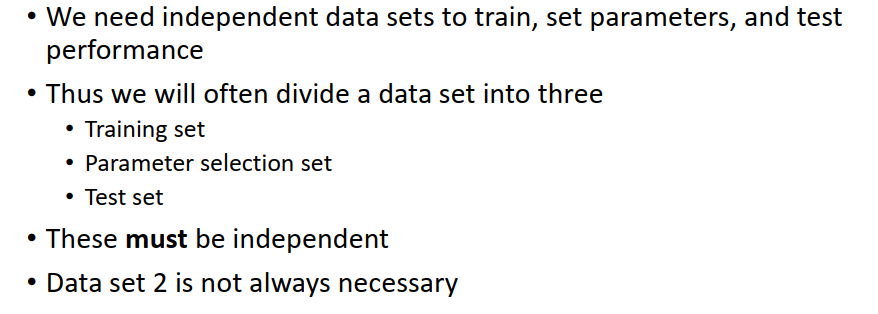 • We need independent data sets to train, set parameters, and test
performance
• Thus we will often divide a data set into three
• Training set
• Parameter selection set
• Test set
• These must be independent
• Data set 2 is not always necessary